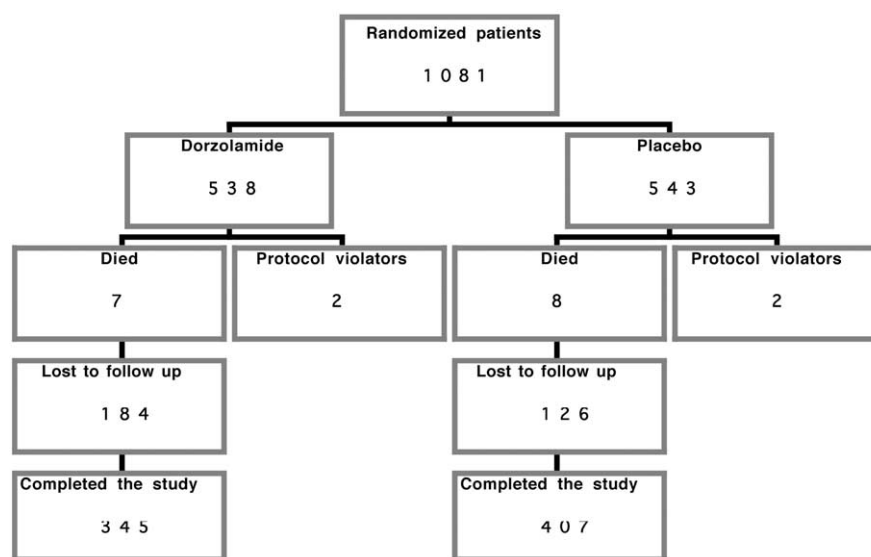 Randomized patients
1 0 8 1
Dorzolamide
5 3 8
Placebo
5 4 3
Died
7
Protocol violators
2
Died
8
Protocol violators
2
Lost to follow up
1 8 4
Lost to follow up
1 2 6
Completed the study
3 4 5
Completed the study
4 0 7